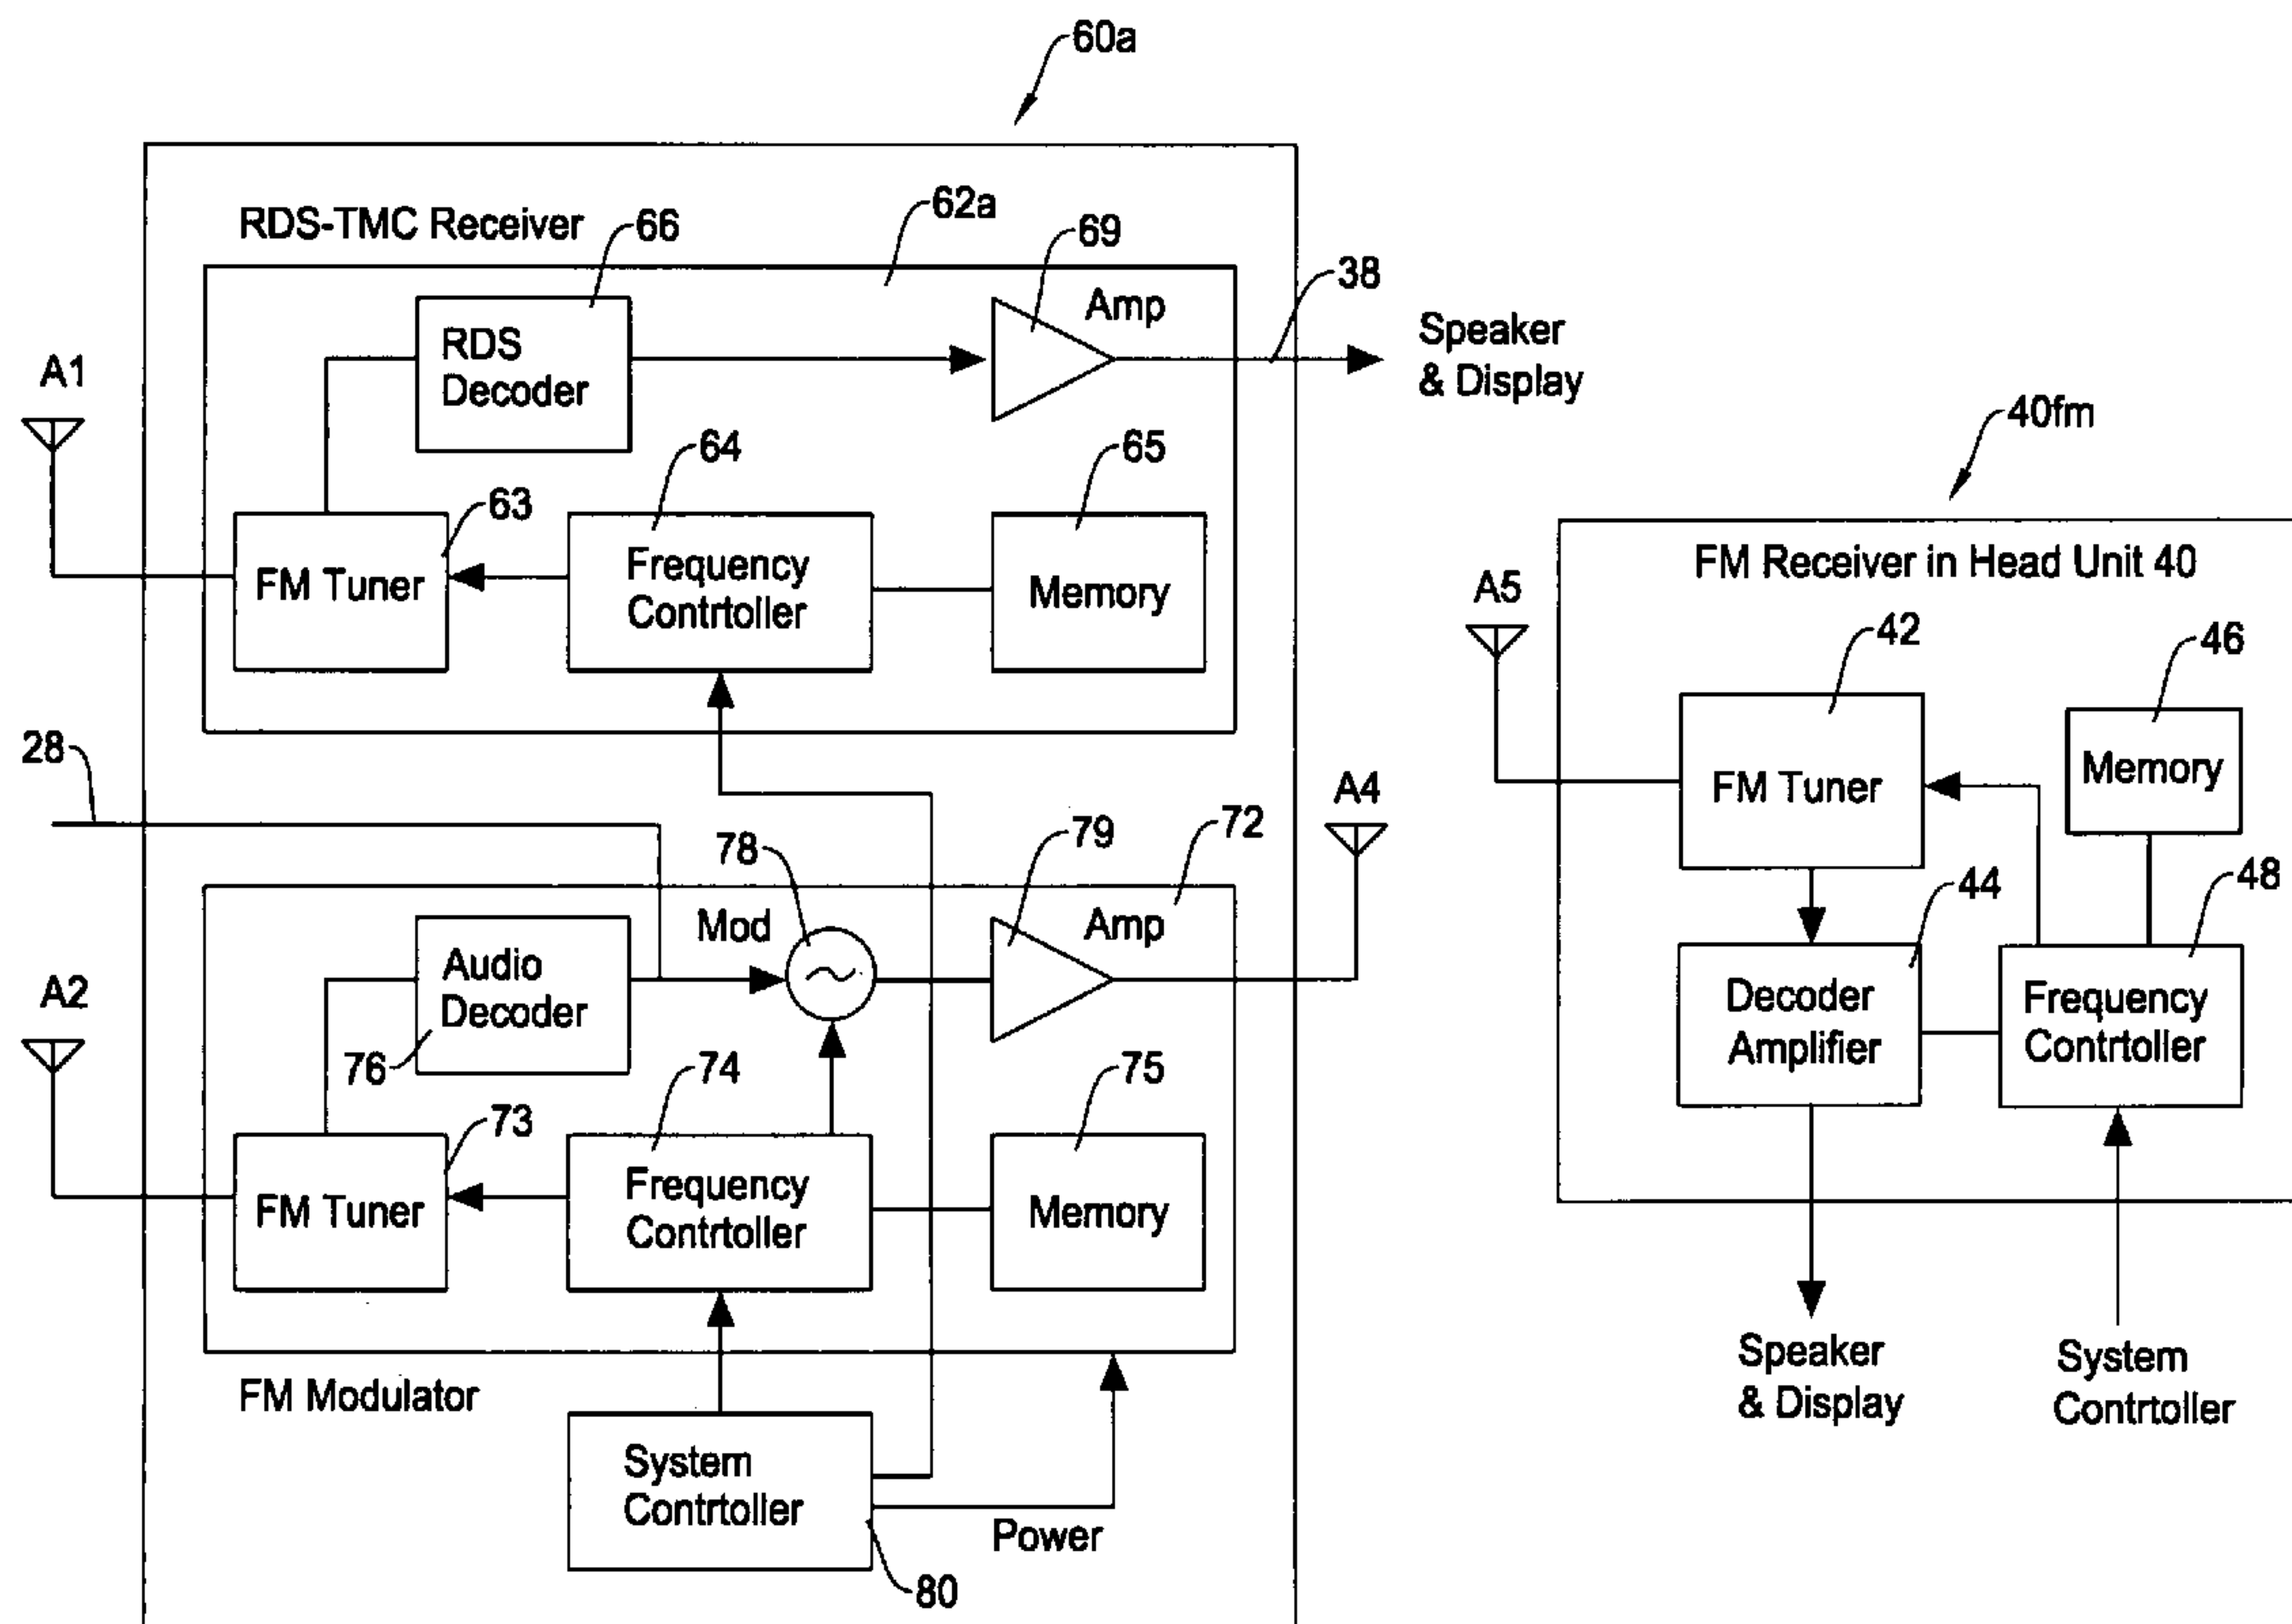 60a
RDS-TMC Receiver
66
62a
69
38
Amp
RDS
Decoder
Speaker
& Display
A1
40fm
64
65
63
FM Receiver in Head Unit 40
FM Tuner
Frequency
Contrtoller
Memory
A5
42
46
28
FM Tuner
Memory
A4
78
79
72
44
48
Mod
Amp
Audio
Decoder
A2
Decoder
Amplifier
Frequency
Contrtoller
76
74
75
73
FM Tuner
Frequency
Contrtoller
Memory
Speaker
& Display
System
Contrtoller
FM Modulator
System
Contrtoller
Power
80